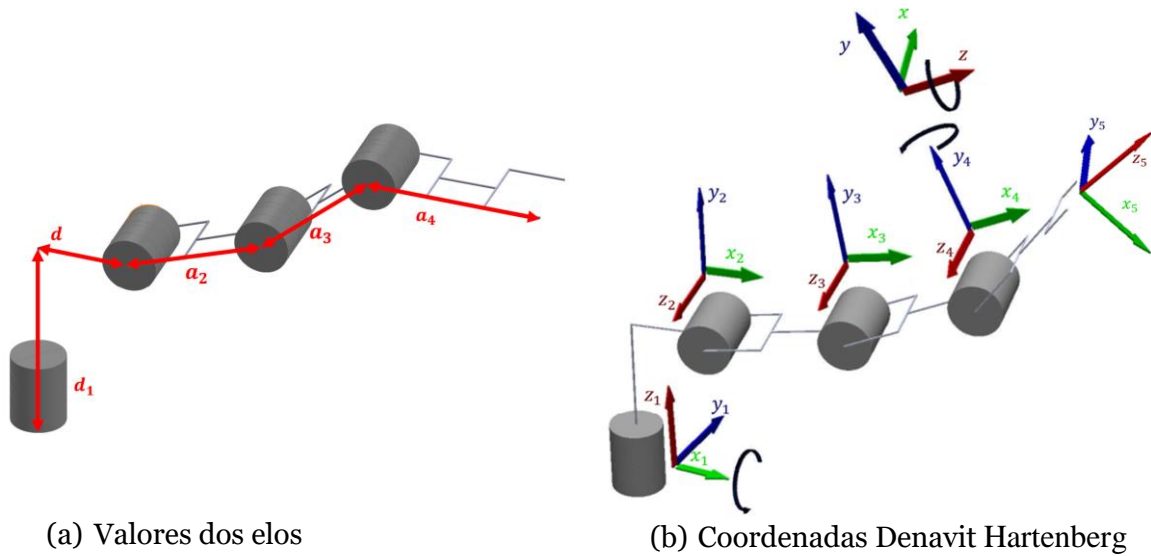 d
a₂
a₃
a₄
d₁
(a) Valores dos elos
x
y
z
y₂
x₂
z₂
y₃
x₃
z₃
y₄
x₄
z₄
y₅
z₅
x₅
z₁
y₁
x₁
(b) Coordenadas Denavit Hartenberg